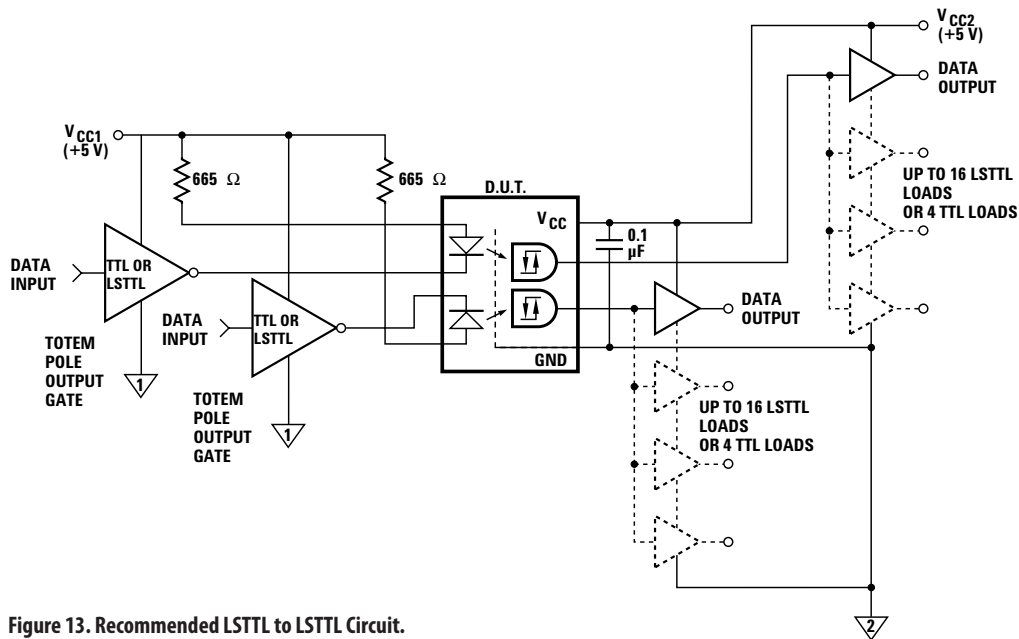 V CC2
(+5 V)
DATA
OUTPUT
V CC1
(+5 V)
665 Ω
665 Ω
D.U.T.
V CC
0.1
µF
UP TO 16 LSTTL
LOADS
OR 4 TTL LOADS
DATA
INPUT
TTL OR
LSTTL
DATA
INPUT
TTL OR
LSTTL
DATA
OUTPUT
GND
TOTEM
POLE
OUTPUT
GATE
1
TOTEM
POLE
OUTPUT
GATE
1
UP TO 16 LSTTL
LOADS
OR 4 TTL LOADS
2
Figure 13. Recommended LSTTL to LSTTL Circuit.